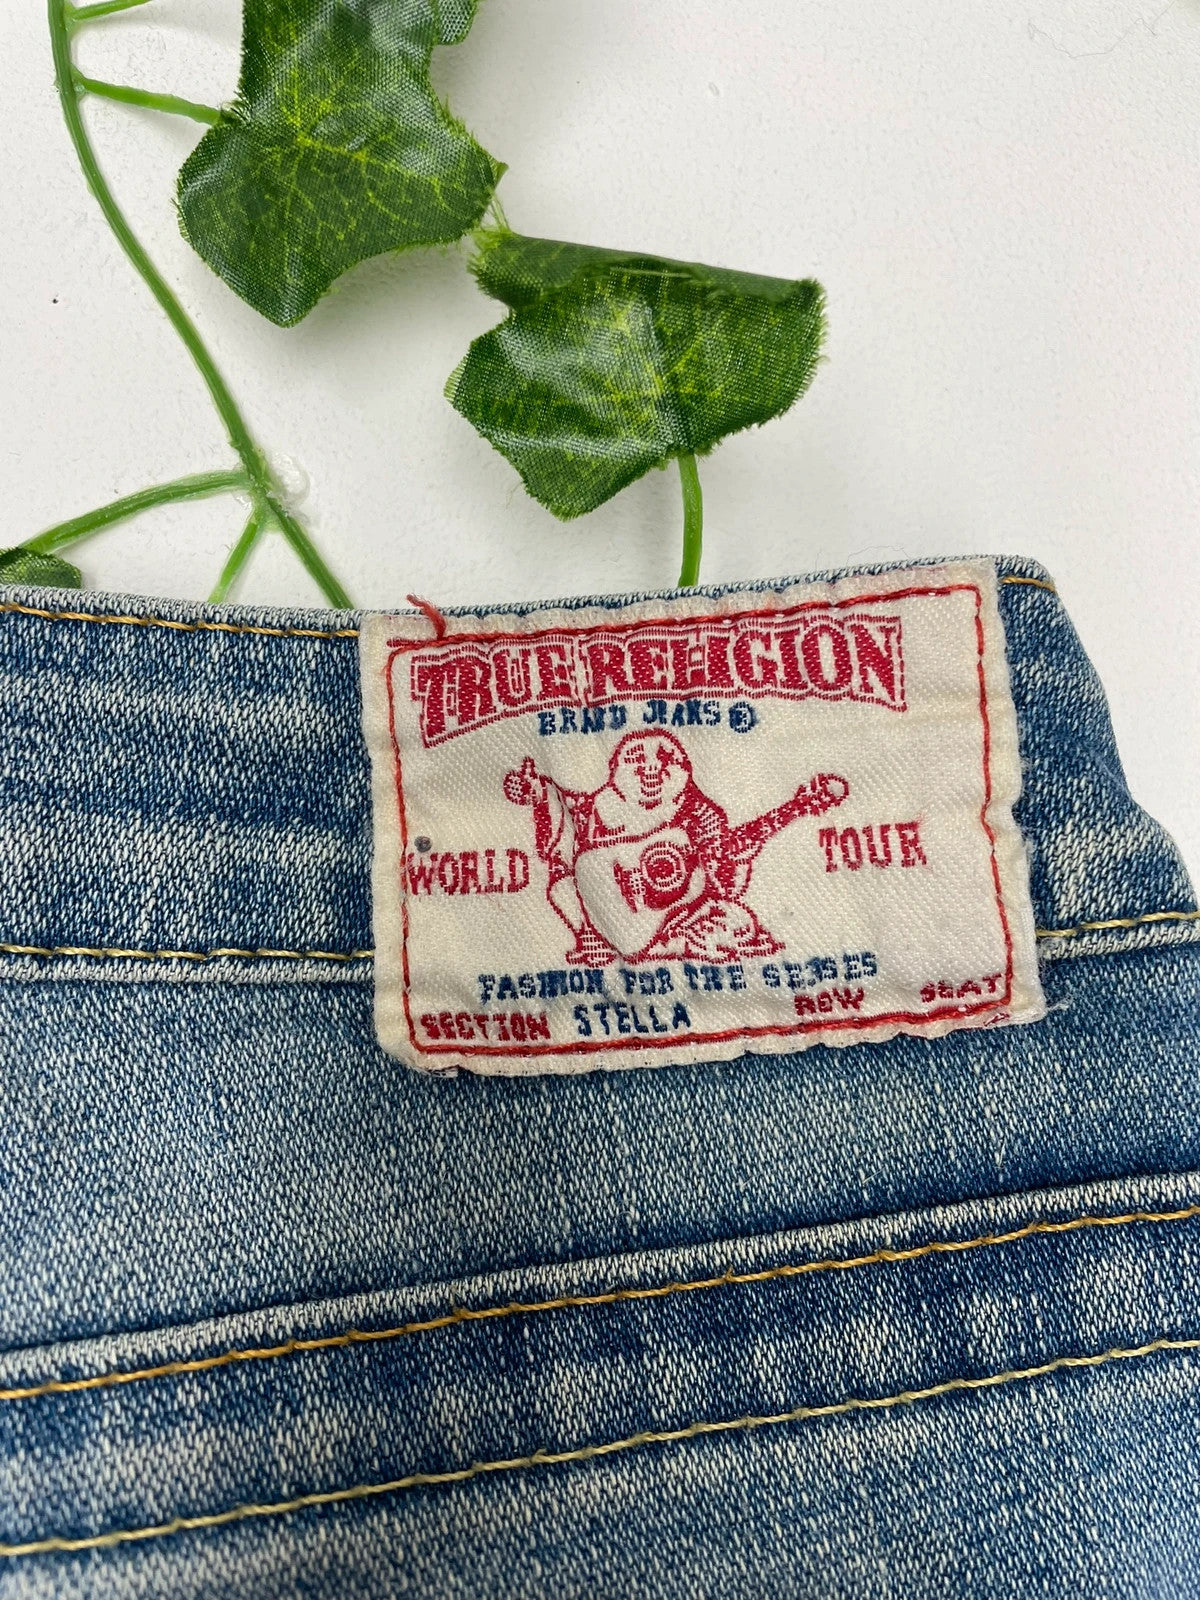 TRUE RELIGION
BRAND JEANS ®
WORLD TOUR
FASHION FOR THE SENSES
SECTION STELLA ROW SEAT